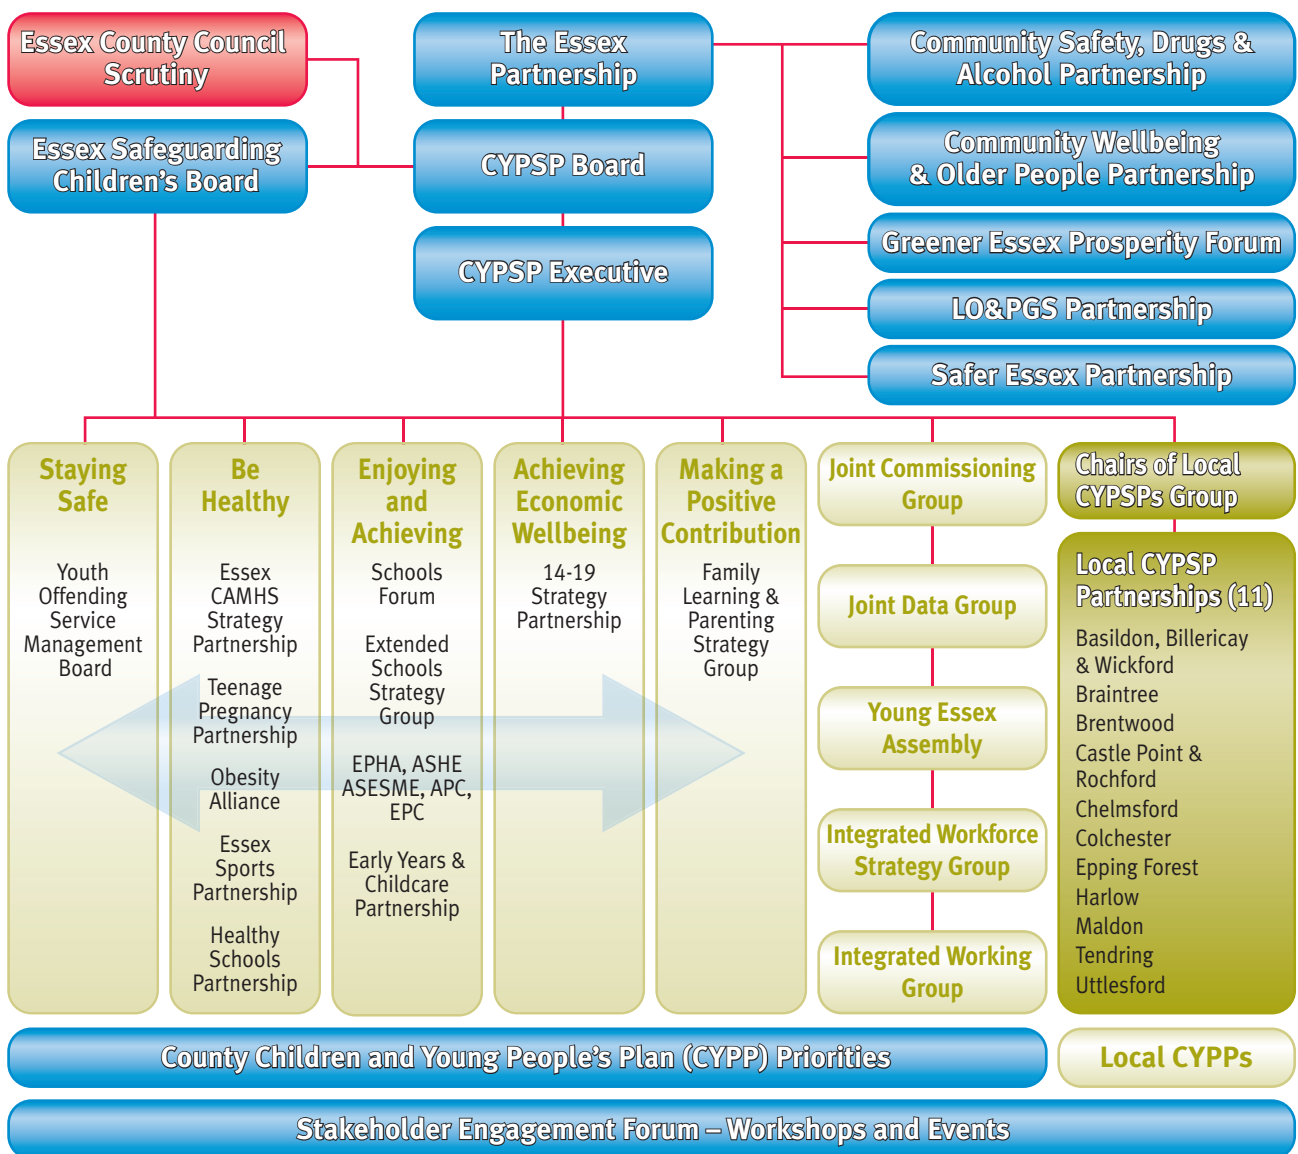 Essex County Council
Scrutiny
The Essex
Partnership
Community Safety, Drugs &
Alcohol Partnership
Essex Safeguarding
Children's Board
CYPSP Board
Community Wellbeing
& Older People Partnership
CYPSP Executive
Greener Essex Prosperity Forum
LO&PGS Partnership
Safer Essex Partnership
Staying
Safe
Youth
Offending
Service
Management
Board
Be
Healthy
Essex
CAMHS
Strategy
Partnership
Teenage
Pregnancy
Partnership
Obesity
Alliance
Essex
Sports
Partnership
Healthy
Schools
Partnership
Enjoying
and
Achieving
Schools
Forum
Extended
Schools
Strategy
Group
EPHA, ASHE
ASESME, APC,
EPC
Early Years &
Childcare
Partnership
Achieving
Economic
Wellbeing
14-19
Strategy
Partnership
Making a
Positive
Contribution
Family
Learning &
Parenting
Strategy
Group
Joint Commissioning
Group
Joint Data Group
Young Essex
Assembly
Integrated Workforce
Strategy Group
Integrated Working
Group
Chairs of Local
CYPSPs Group
Local CYPSP
Partnerships (11)
Basildon, Billericay
& Wickford
Braintree
Brentwood
Castle Point &
Rochford
Chelmsford
Colchester
Epping Forest
Harlow
Maldon
Tendring
Uttlesford
County Children and Young People's Plan (CYPP) Priorities
Local CYPPs
Stakeholder Engagement Forum – Workshops and Events